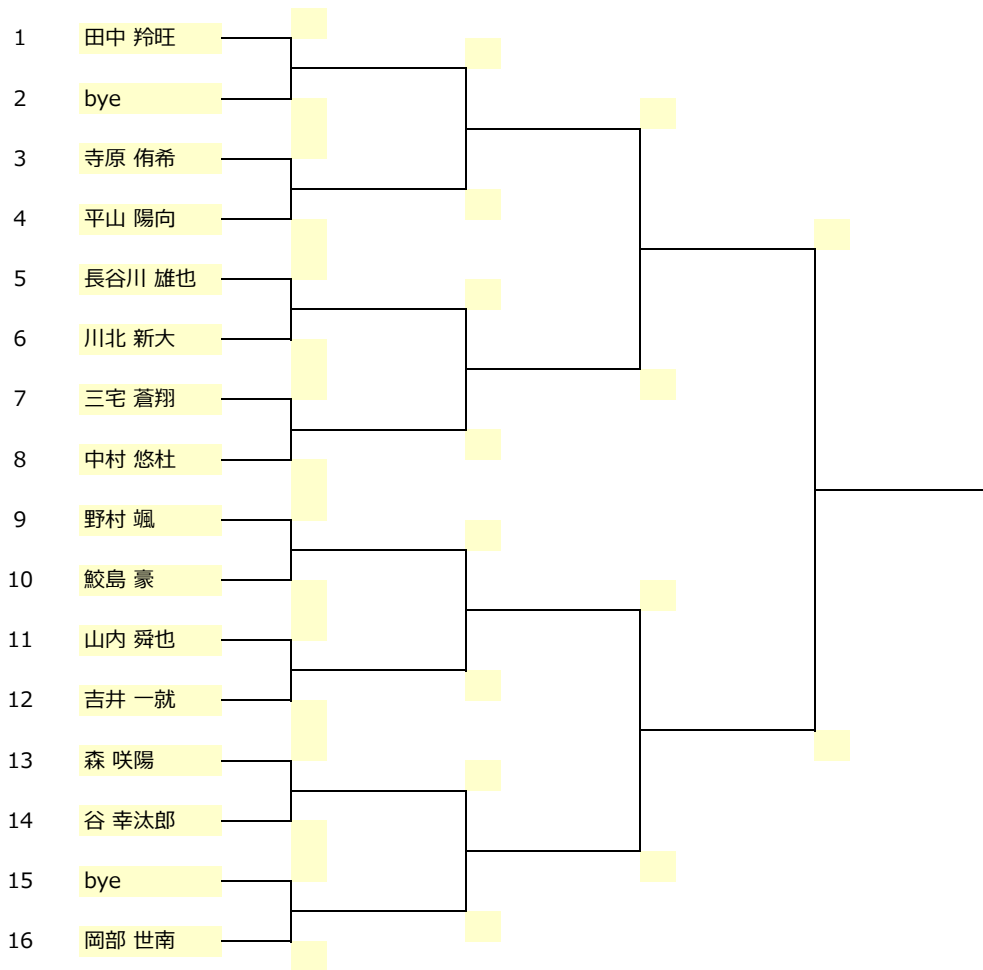 1 田中 羚旺
2 bye
3 寺原 侑希
4 平山 陽向
5 長谷川 雄也
6 川北 新大
7 三宅 蒼翔
8 中村 悠杜
9 野村 颯
10 鮫島 豪
11 山内 舜也
12 吉井 一就
13 森 咲陽
14 谷 幸汰郎
15 bye
16 岡部 世南